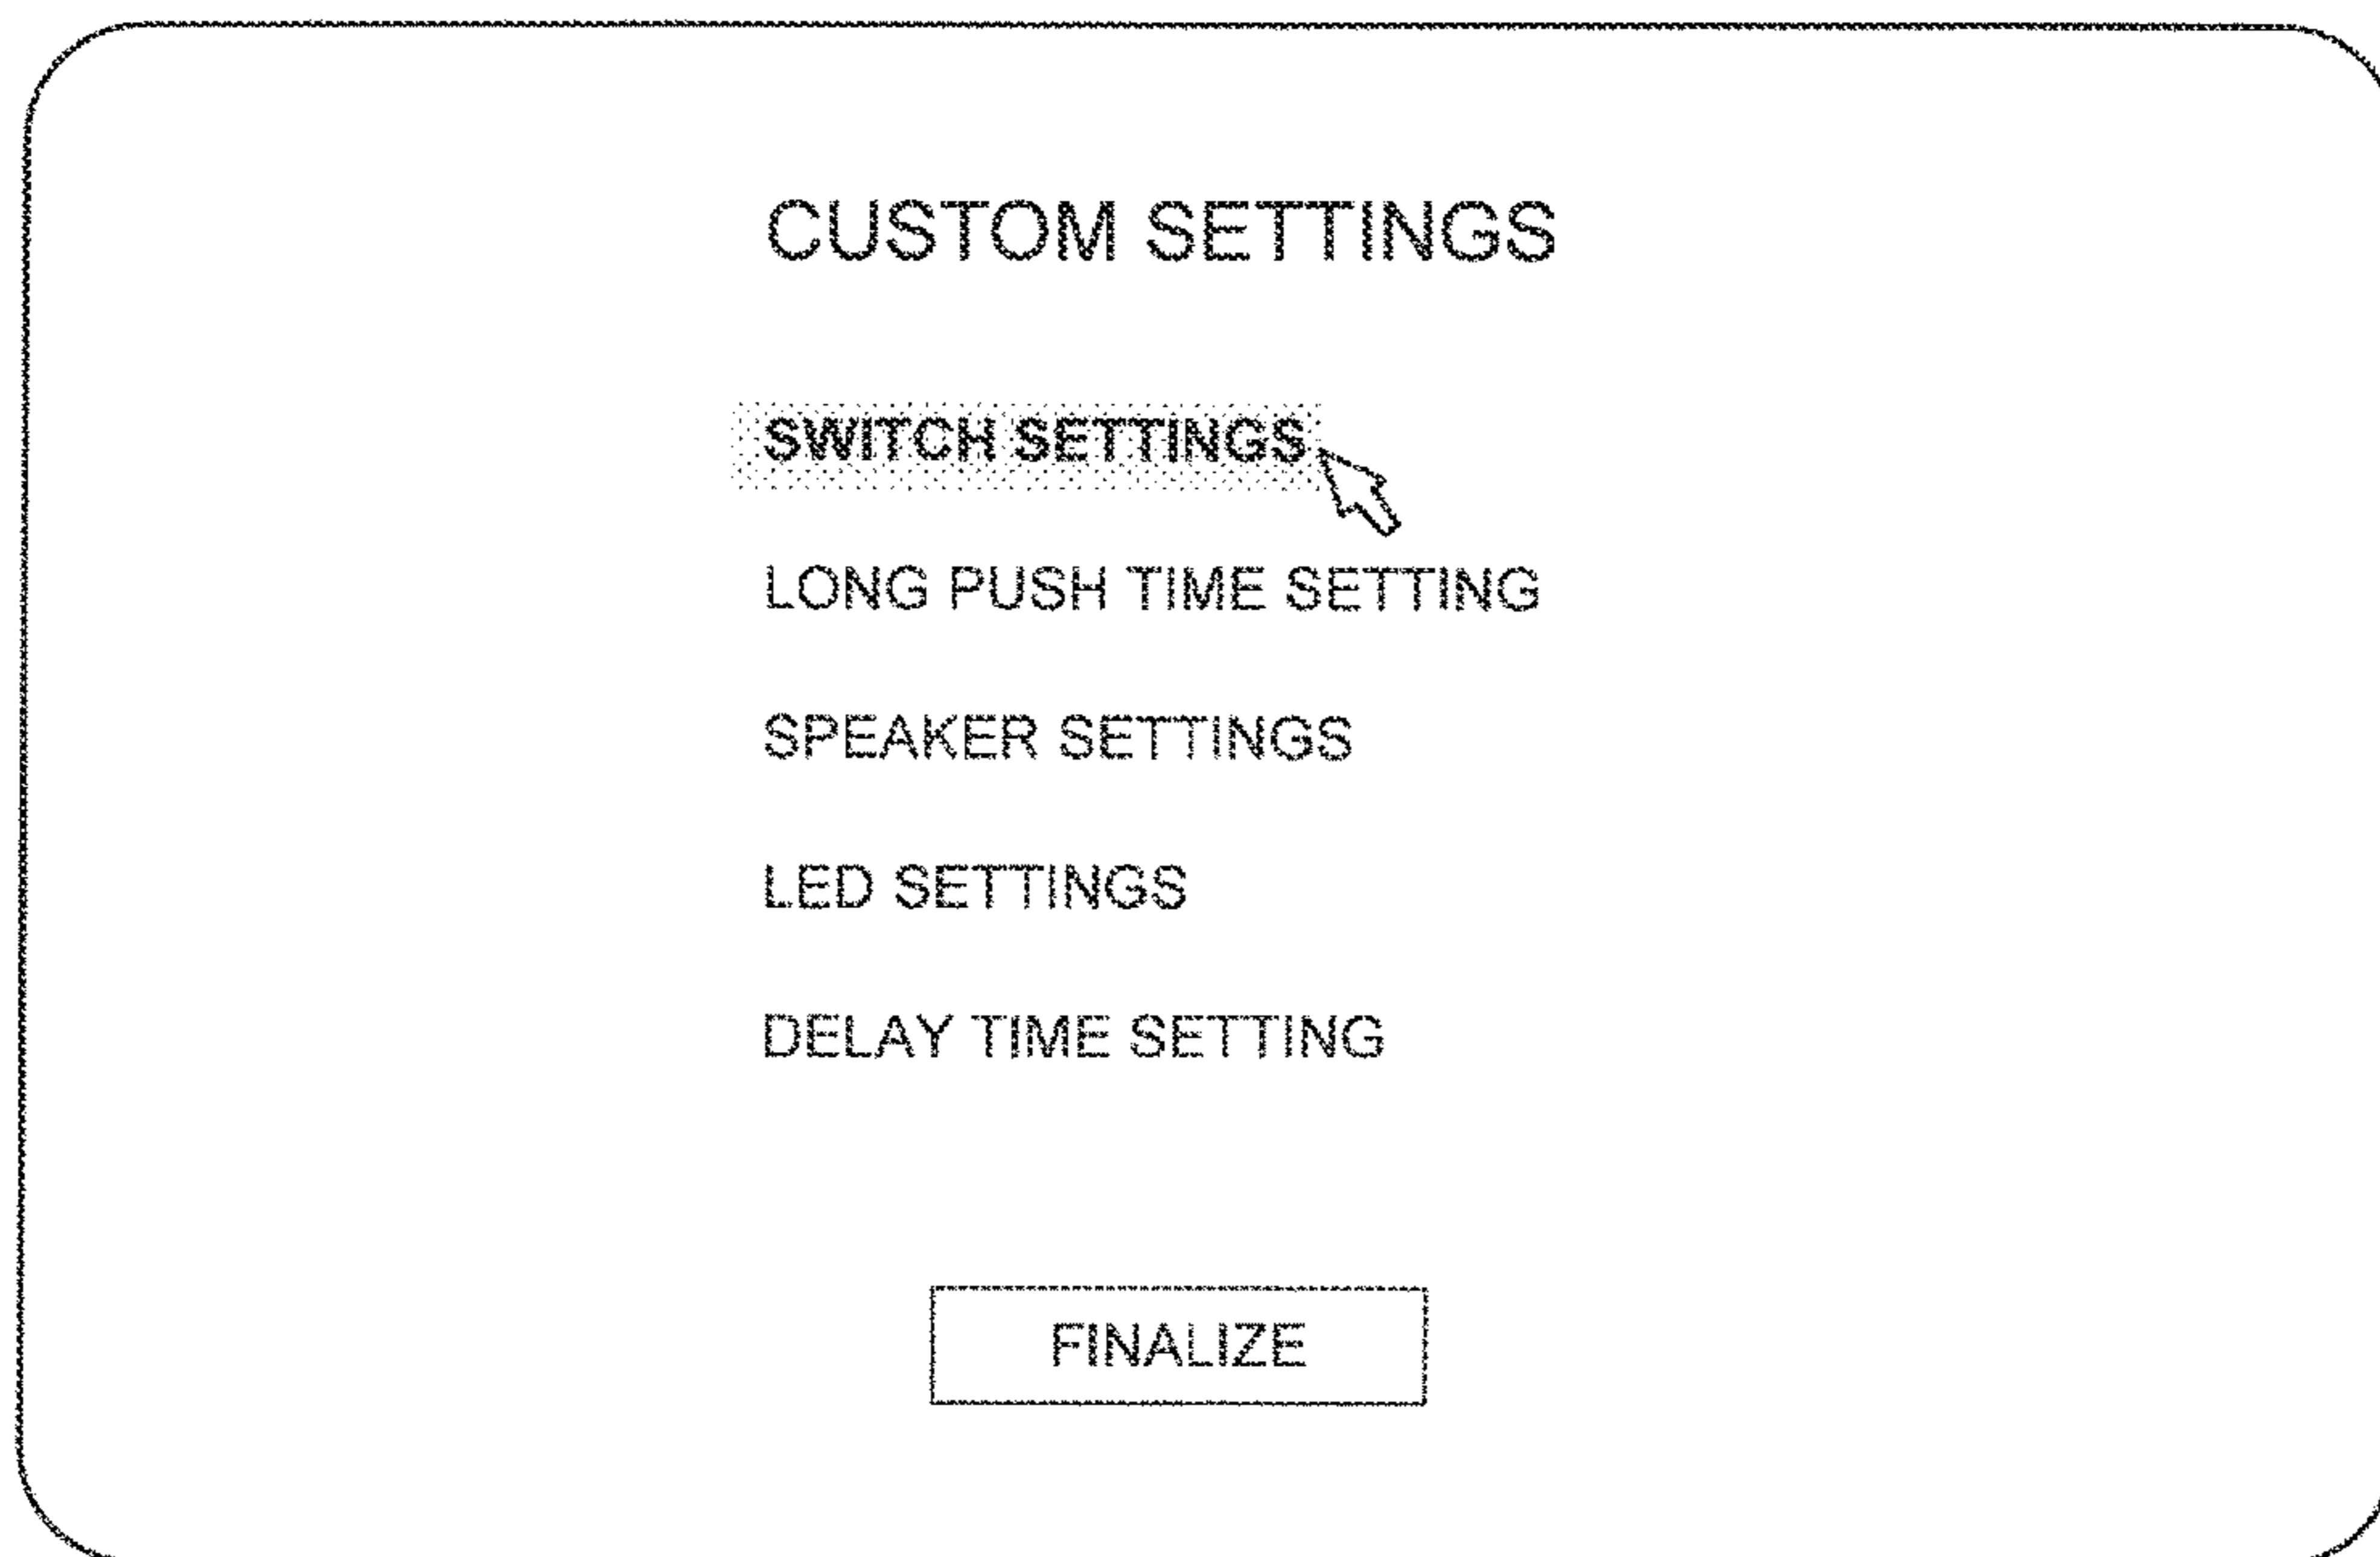 CUSTOM SETTINGS
SWITCH SETTINGS
LONG PUSH TIME SETTING
SPEAKER SETTINGS
LED SETTINGS
DELAY TIME SETTING
FINALIZE